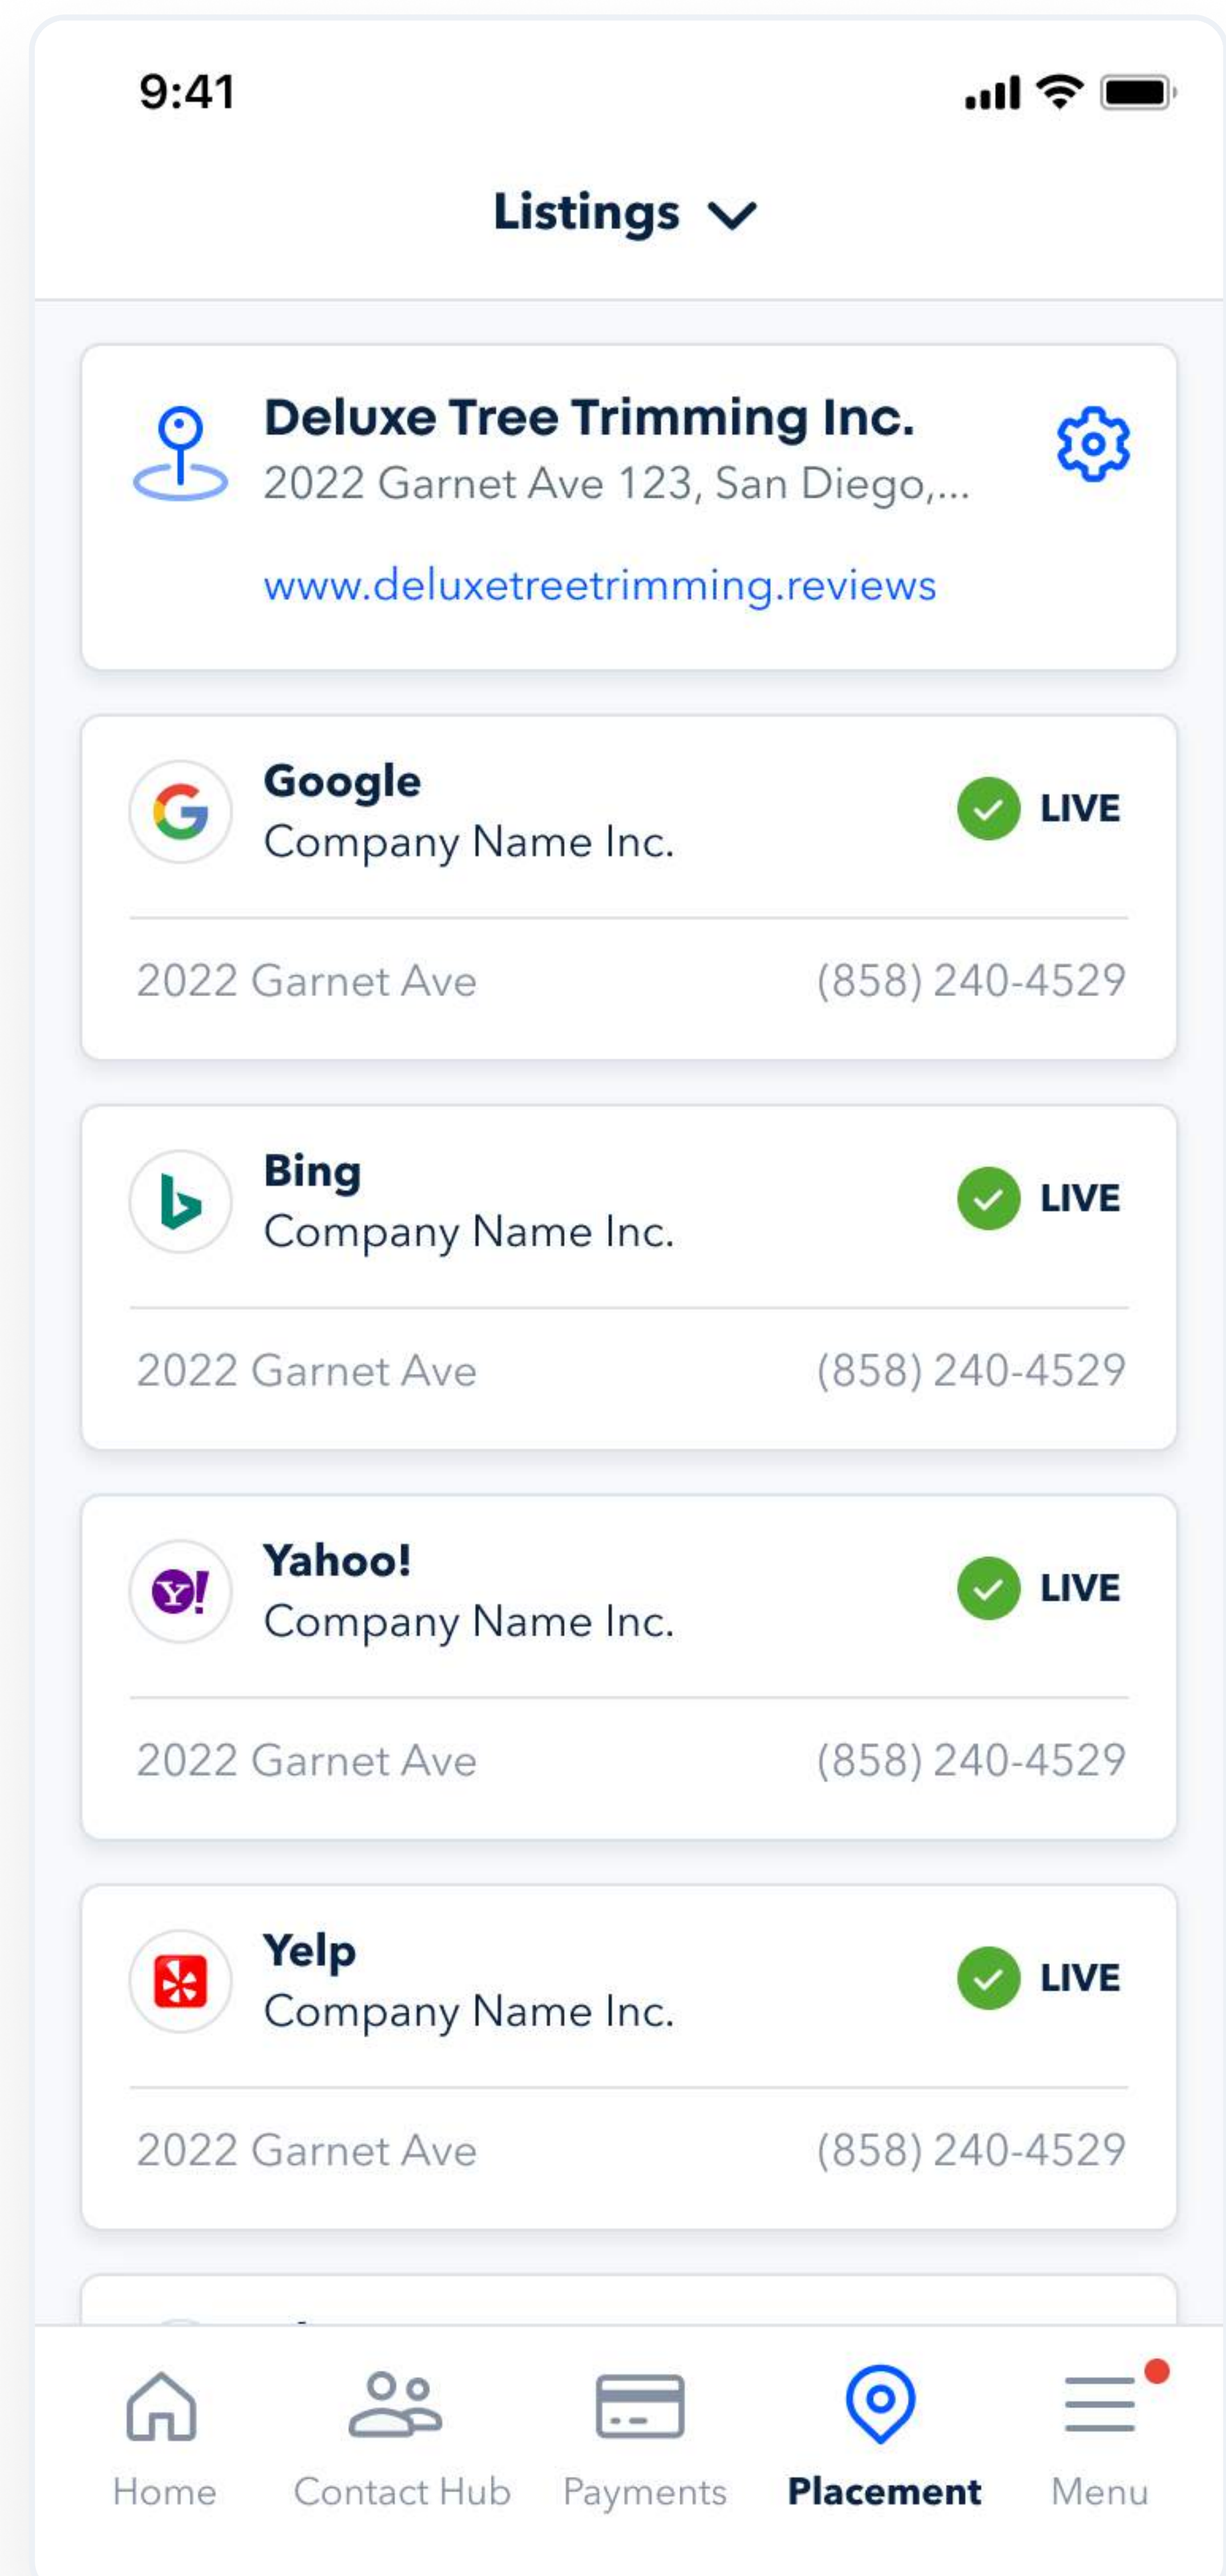 9:41
Listings
Deluxe Tree Trimming Inc.
2022 Garnet Ave 123, San Diego,...
www.deluxetreetrimming.reviews
Google
Company Name Inc.
LIVE
2022 Garnet Ave
(858) 240-4529
Bing
Company Name Inc.
LIVE
2022 Garnet Ave
(858) 240-4529
Yahoo!
Company Name Inc.
LIVE
2022 Garnet Ave
(858) 240-4529
Yelp
Company Name Inc.
LIVE
2022 Garnet Ave
(858) 240-4529
Home
Contact Hub
Payments
Placement
Menu